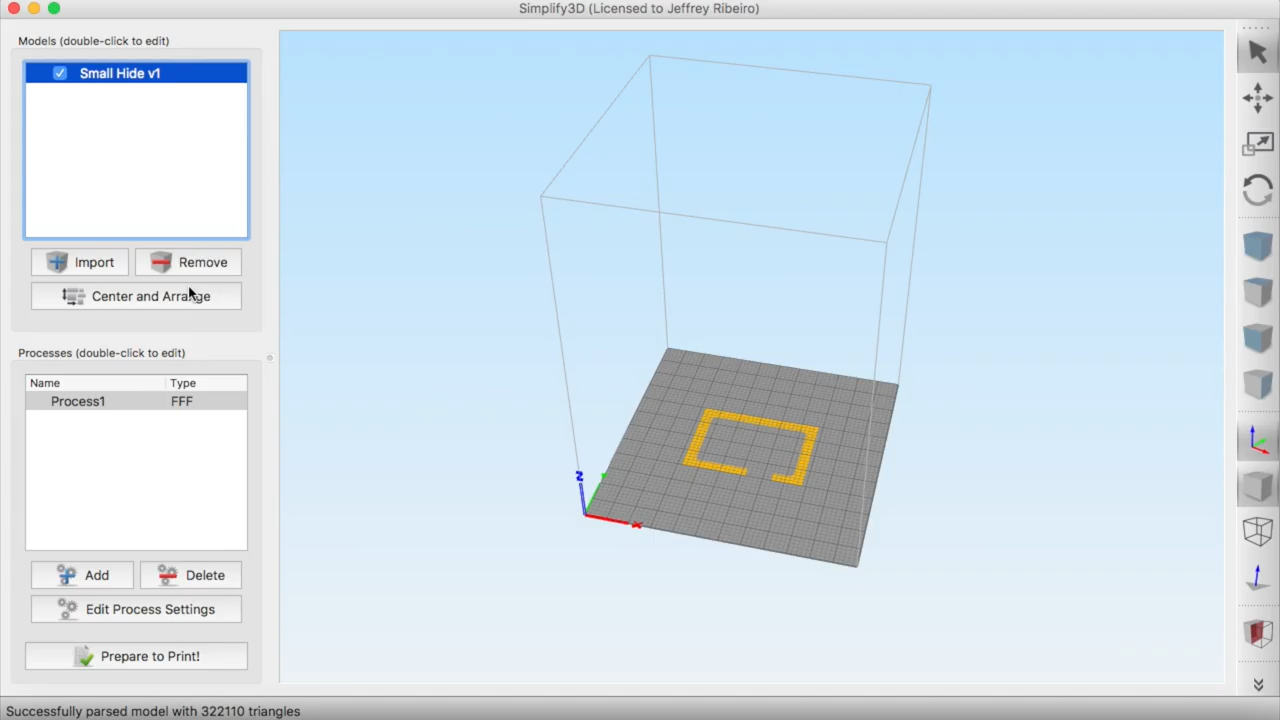 Simplify3D (Licensed to Jeffrey Ribeiro)
Models (double-click to edit)
Small Hide v1
Import
Remove
Center and Arrange
Processes (double-click to edit)
Name Type
Process1 FFF
Add
Delete
Edit Process Settings
Prepare to Print!
Z
X
Successfully parsed model with 322110 triangles